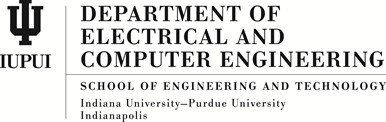 IUPUI
DEPARTMENT OF
ELECTRICAL AND
COMPUTER ENGINEERING
SCHOOL OF ENGINEERING AND TECHNOLOGY
Indiana University–Purdue University
Indianapolis